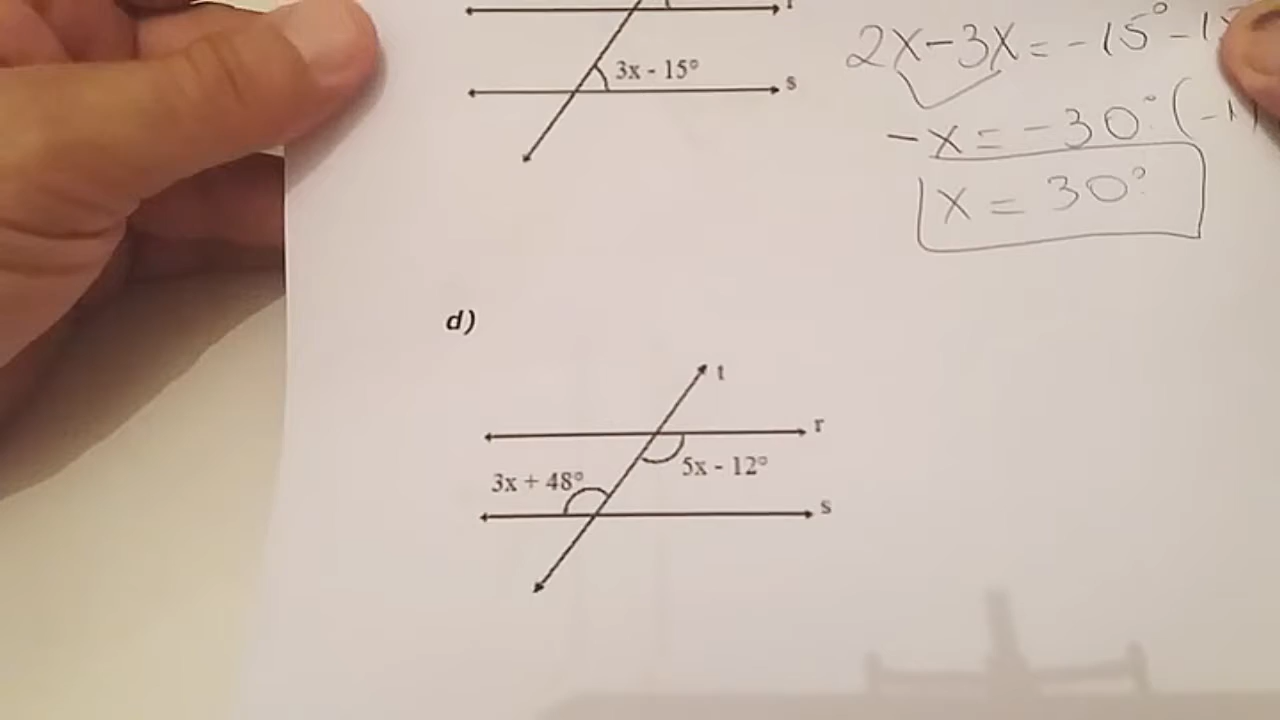 3x - 15°
s
2x-3x=-15°-1
-x=-30°(-1)
x=30°
d)
t
r
5x - 12°
3x + 48°
s